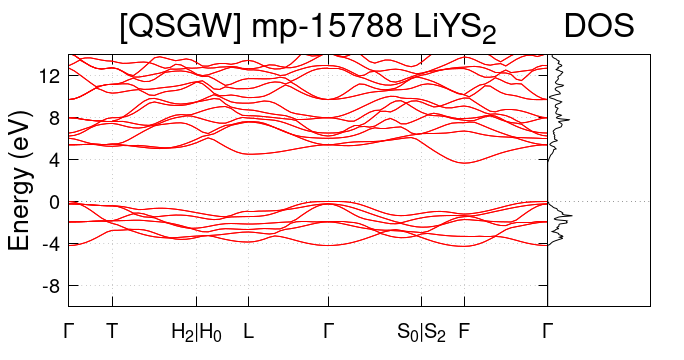 [QSGW] mp-15788 LiYS₂ DOS
Energy (eV)
12
8
4
0
-4
-8
Γ T H₂|H₀ L Γ S₀|S₂ F Γ